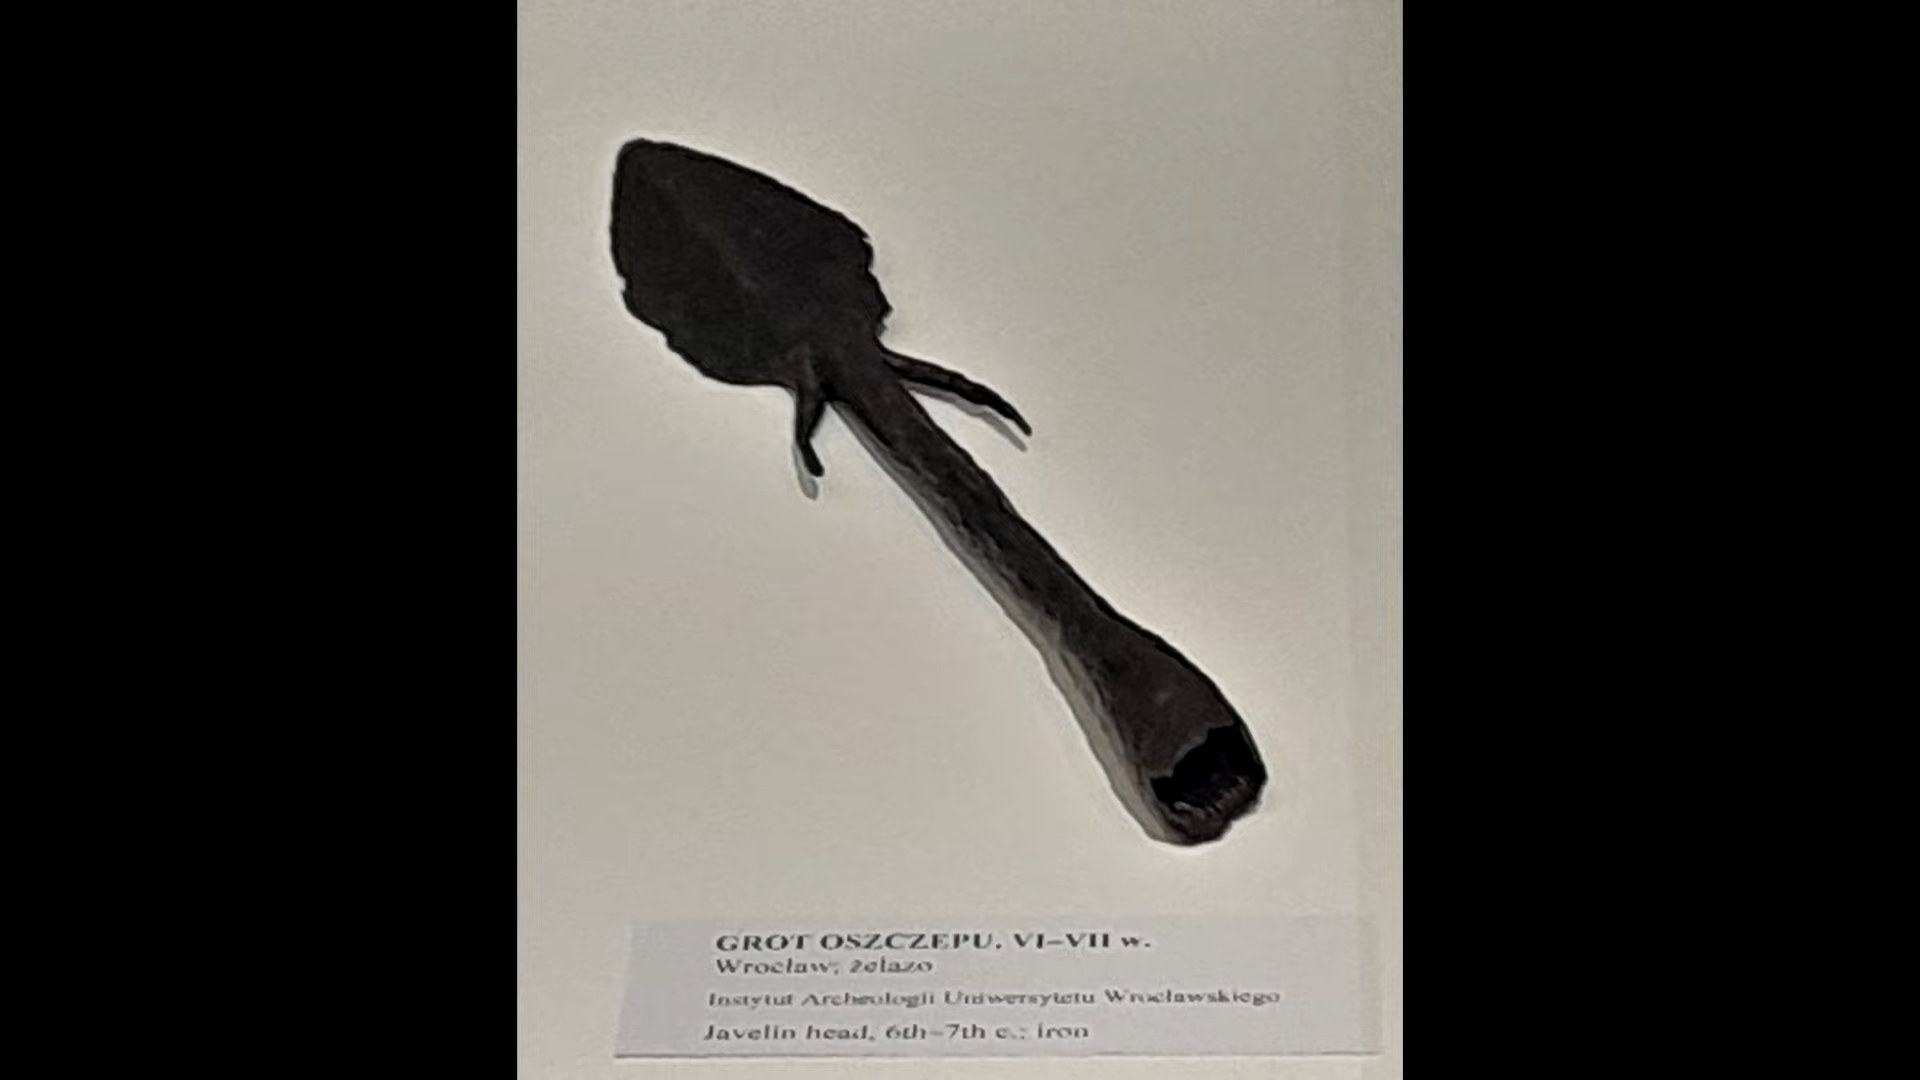 GROT OSZCZEPU, VI–VII w.
Wrocław; żelazo
Instytut Archeologii Uniwersytetu Wrocławskiego
Javelin head, 6th–7th c.; iron